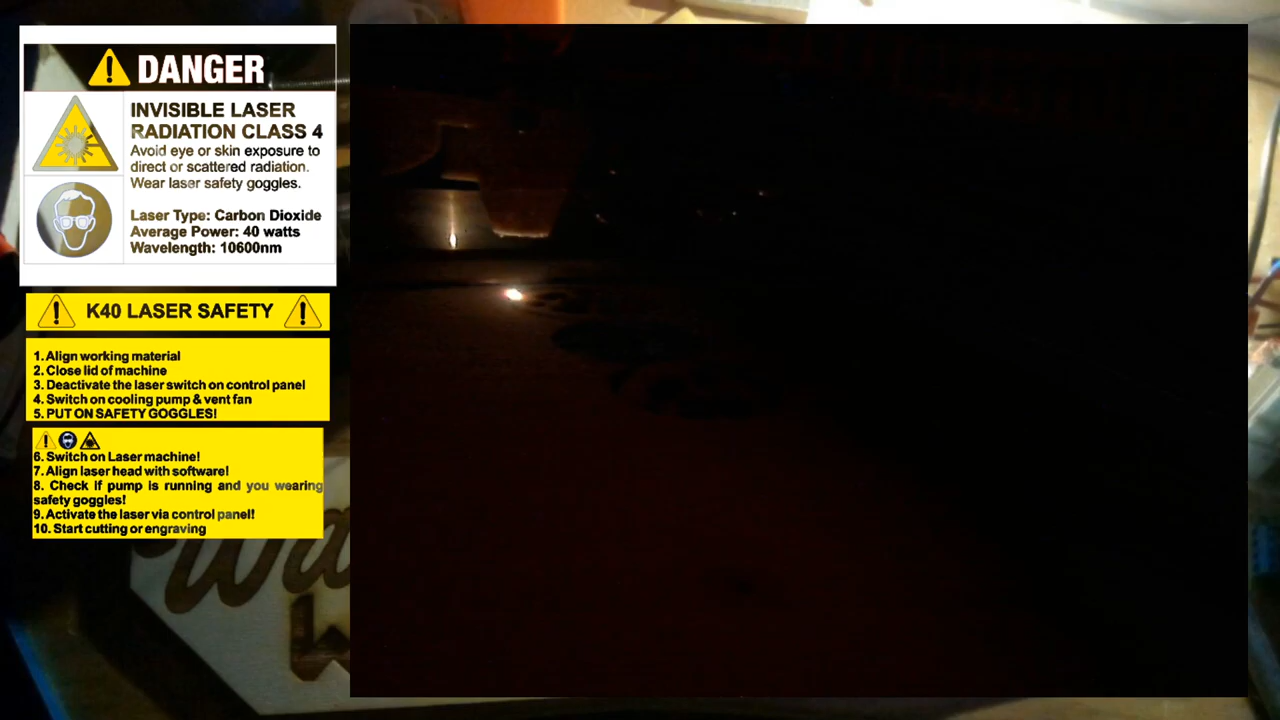 DANGER
INVISIBLE LASER
RADIATION CLASS 4
Avoid eye or skin exposure to
direct or scattered radiation.
Wear laser safety goggles.
Laser Type: Carbon Dioxide
Average Power: 40 watts
Wavelength: 10600nm
K40 LASER SAFETY
1. Align working material
2. Close lid of machine
3. Deactivate the laser switch on control panel
4. Switch on cooling pump & vent fan
5. PUT ON SAFETY GOGGLES!
6. Switch on Laser machine!
7. Align laser head with software!
8. Check if pump is running and you wearing
safety goggles!
9. Activate the laser via control panel!
10. Start cutting or engraving